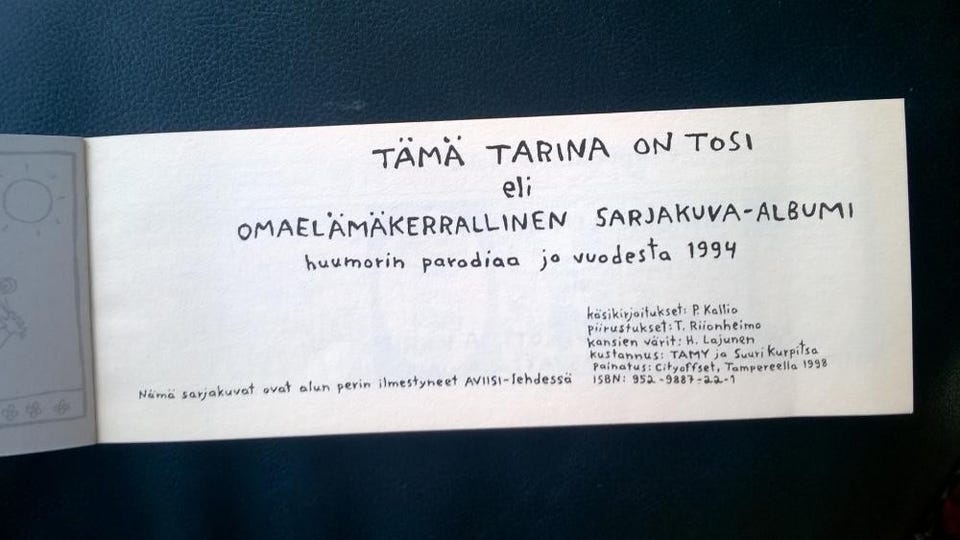 TÄMÄ TARINA ON TOSI
eli
OMAELÄMÄKERRALLINEN SARJAKUVA-ALBUMI
huumorin parodiaa jo vuodesta 1994
käsikirjoitukset: P. Kallio
piirustukset: T. Riionheimo
kansien värit: H. Lajunen
kustannus: TAMY ja Suuri Kurpitsa
painatus: Cityoffset, Tampereella 1998
ISBN: 952-9887-22-1
Nämä sarjakuvat ovat alun perin ilmestyneet AVIISI-lehdessä